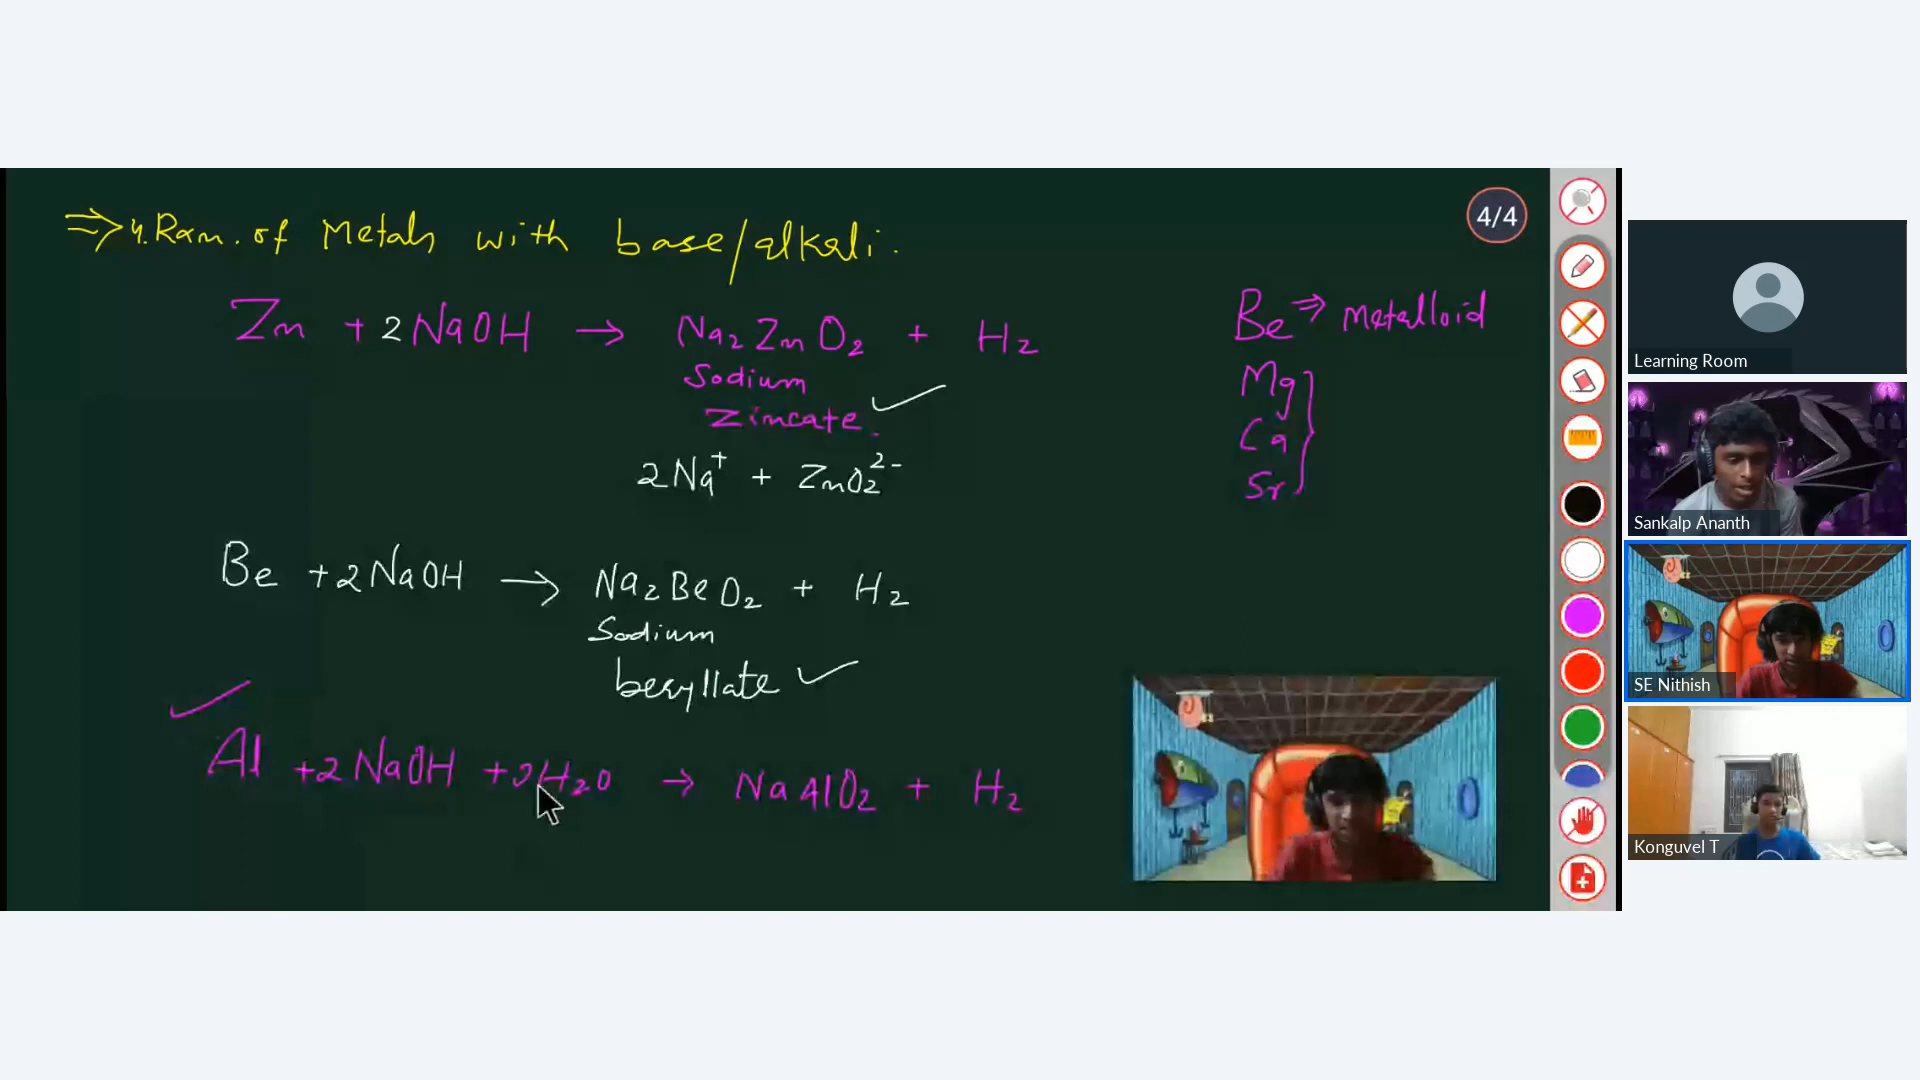 ⇒ 4. Rxn. of Metals with base/alkali.
4/4
Zn + 2NaOH → Na₂ZnO₂ + H₂
Sodium
Zincate.
2Na⁺ + ZnO₂²⁻
Be ⇒ Metalloid
Mg
Ca
Sr
Be + 2NaOH → Na₂BeO₂ + H₂
Sodium
beryllate
Al + 2NaOH + 2H₂O → NaAlO₂ + H₂
Learning Room
Sankalp Ananth
SE Nithish
Konguvel T